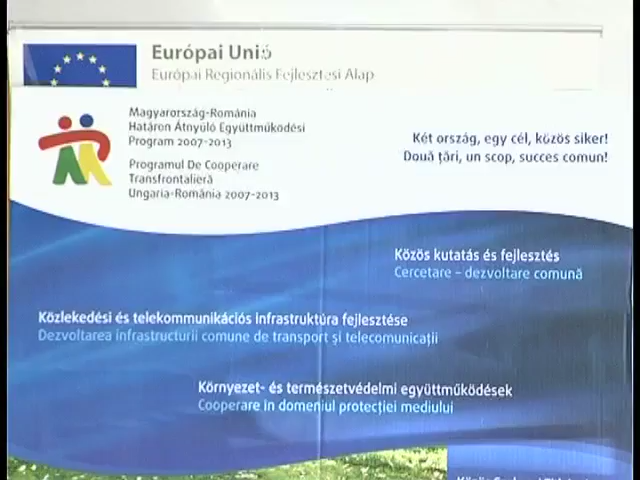 Európai Unió
Európai Regionális Fejlesztési Alap
Magyarország-Románia
Határon Átnyúló Együttműködési
Program 2007-2013
Programul De Cooperare
Transfrontalieră
Ungaria-România 2007-2013
Két ország, egy cél, közös siker!
Două țări, un scop, succes comun!
Közös kutatás és fejlesztés
Cercetare – dezvoltare comună
Közlekedési és telekommunikációs infrastruktúra fejlesztése
Dezvoltarea infrastructurii comune de transport și telecomunicații
Környezet- és természetvédelmi együttműködések
Cooperare în domeniul protecției mediului